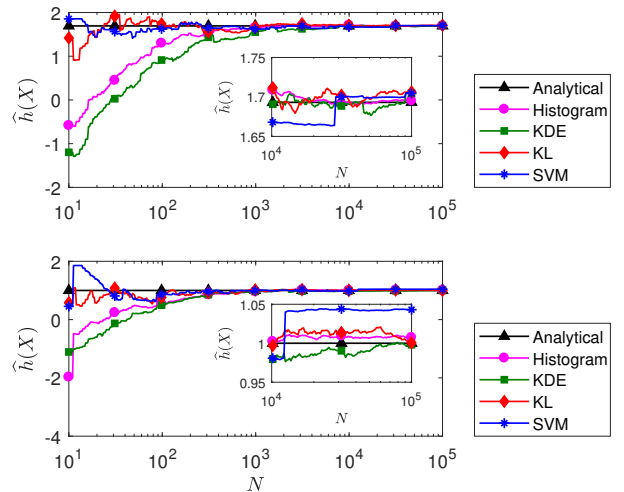 2
1
0
-1
-2
ĥ(X)
10^1
10^2
10^3
10^4
10^5
1.75
1.7
1.65
ĥ(X)
10^4
10^5
N
Analytical
Histogram
KDE
KL
SVM
2
0
-2
-4
ĥ(X)
10^1
10^2
10^3
10^4
10^5
N
1.05
1
0.95
ĥ(X)
10^4
10^5
N
Analytical
Histogram
KDE
KL
SVM